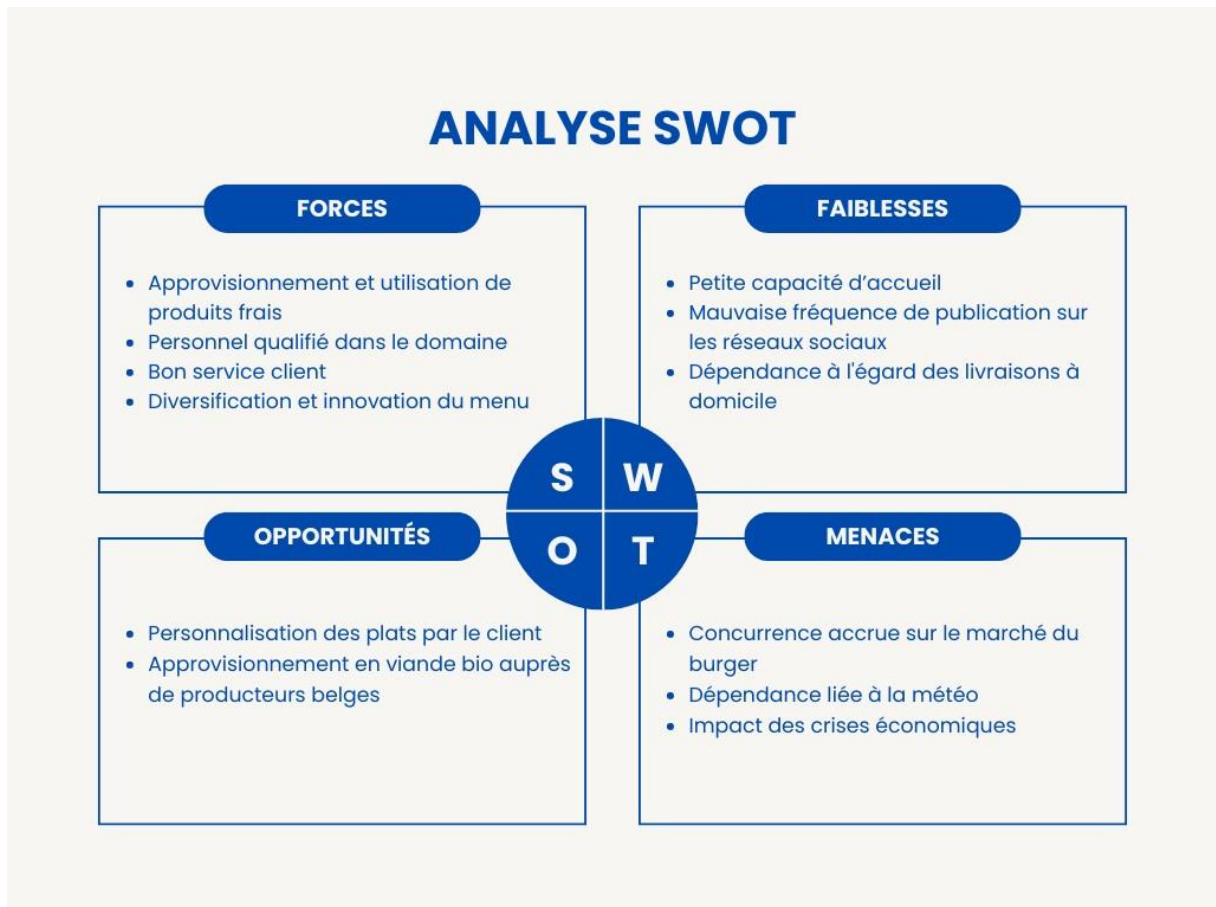 ANALYSE SWOT
FORCES
• Approvisionnement et utilisation de
produits frais
• Personnel qualifié dans le domaine
• Bon service client
• Diversification et innovation du menu
FAIBLESSES
• Petite capacité d’accueil
• Mauvaise fréquence de publication sur
les réseaux sociaux
• Dépendance à l'égard des livraisons à
domicile
S W
O T
OPPORTUNITÉS
• Personnalisation des plats par le client
• Approvisionnement en viande bio auprès
de producteurs belges
MENACES
• Concurrence accrue sur le marché du
burger
• Dépendance liée à la météo
• Impact des crises économiques